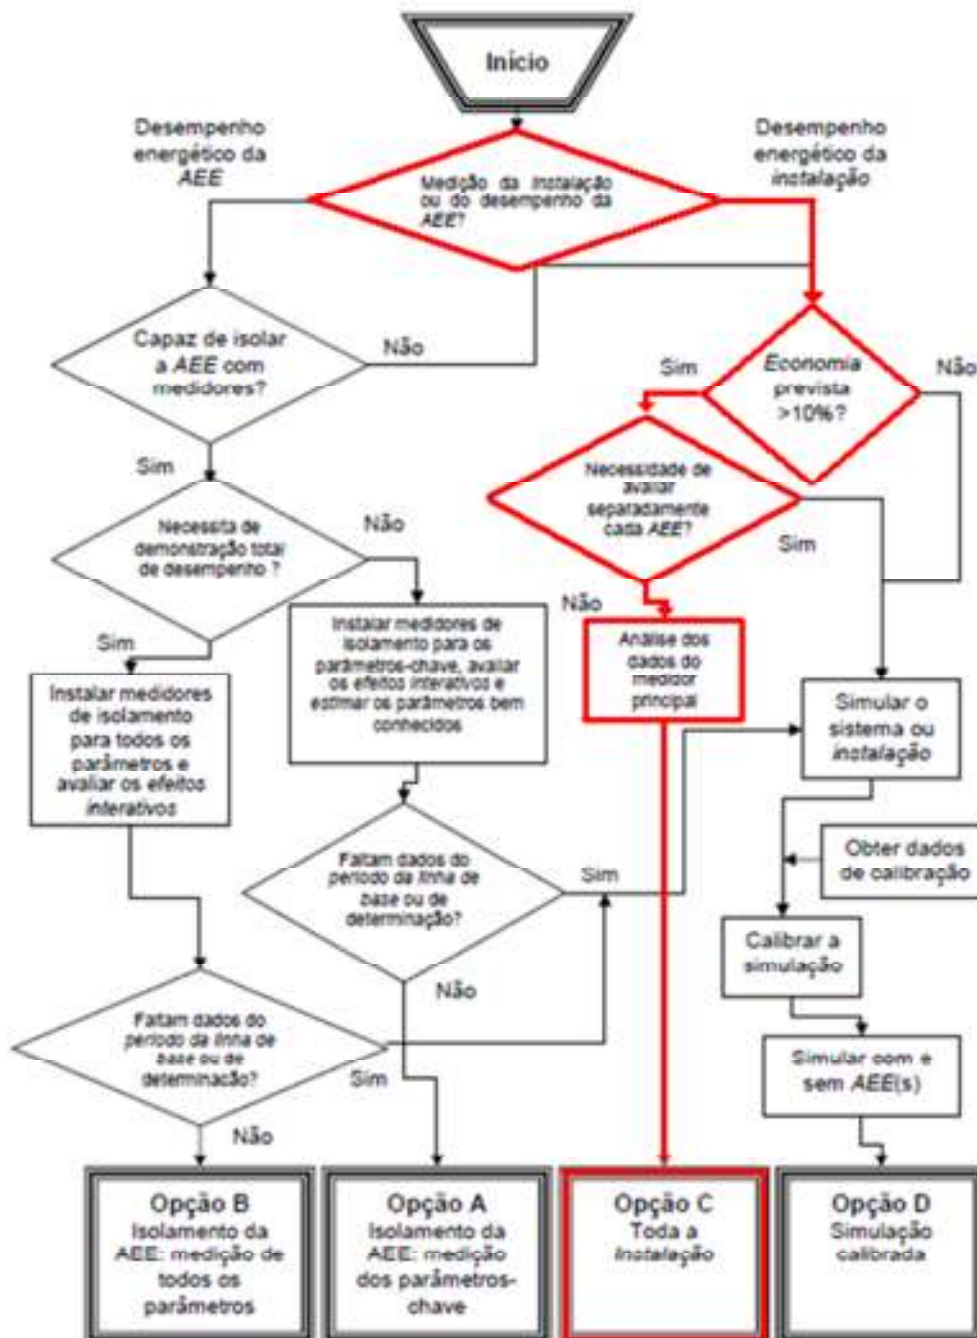 Início
Desempenho
energético da
AEE
Desempenho
energético da
instalação
Medição da Instalação
ou do desempenho da
AEE?
Capaz de isolar
a AEE com
medidores?
Não
Sim
Economia
prevista
>10%?
Não
Sim
Necessidade de
avaliar
separadamente
cada AEE?
Sim
Não
Necessita de
demonstração total
de desempenho ?
Não
Sim
Instalar medidores de
isolamento para os
parâmetros-chave, avaliar
os efeitos interativos e
estimar os parâmetros bem
conhecidos
Análise dos
dados do
medidor
principal
Instalar medidores
de isolamento
para todos os
parâmetros e
avaliar os efeitos
interativos
Simular o
sistema ou
instalação
Faltam dados do
período da linha de
base ou de
determinação?
Sim
Não
Obter dados
de calibração
Calibrar a
simulação
Faltam dados do
período da linha de
base ou de
determinação?
Sim
Não
Simular com e
sem AEE(s)
Opção B
Isolamento da
AEE: medição de
todos os
parâmetros
Opção A
Isolamento da
AEE: medição
dos parâmetros-
chave
Opção C
Toda a
Instalação
Opção D
Simulação
calibrada